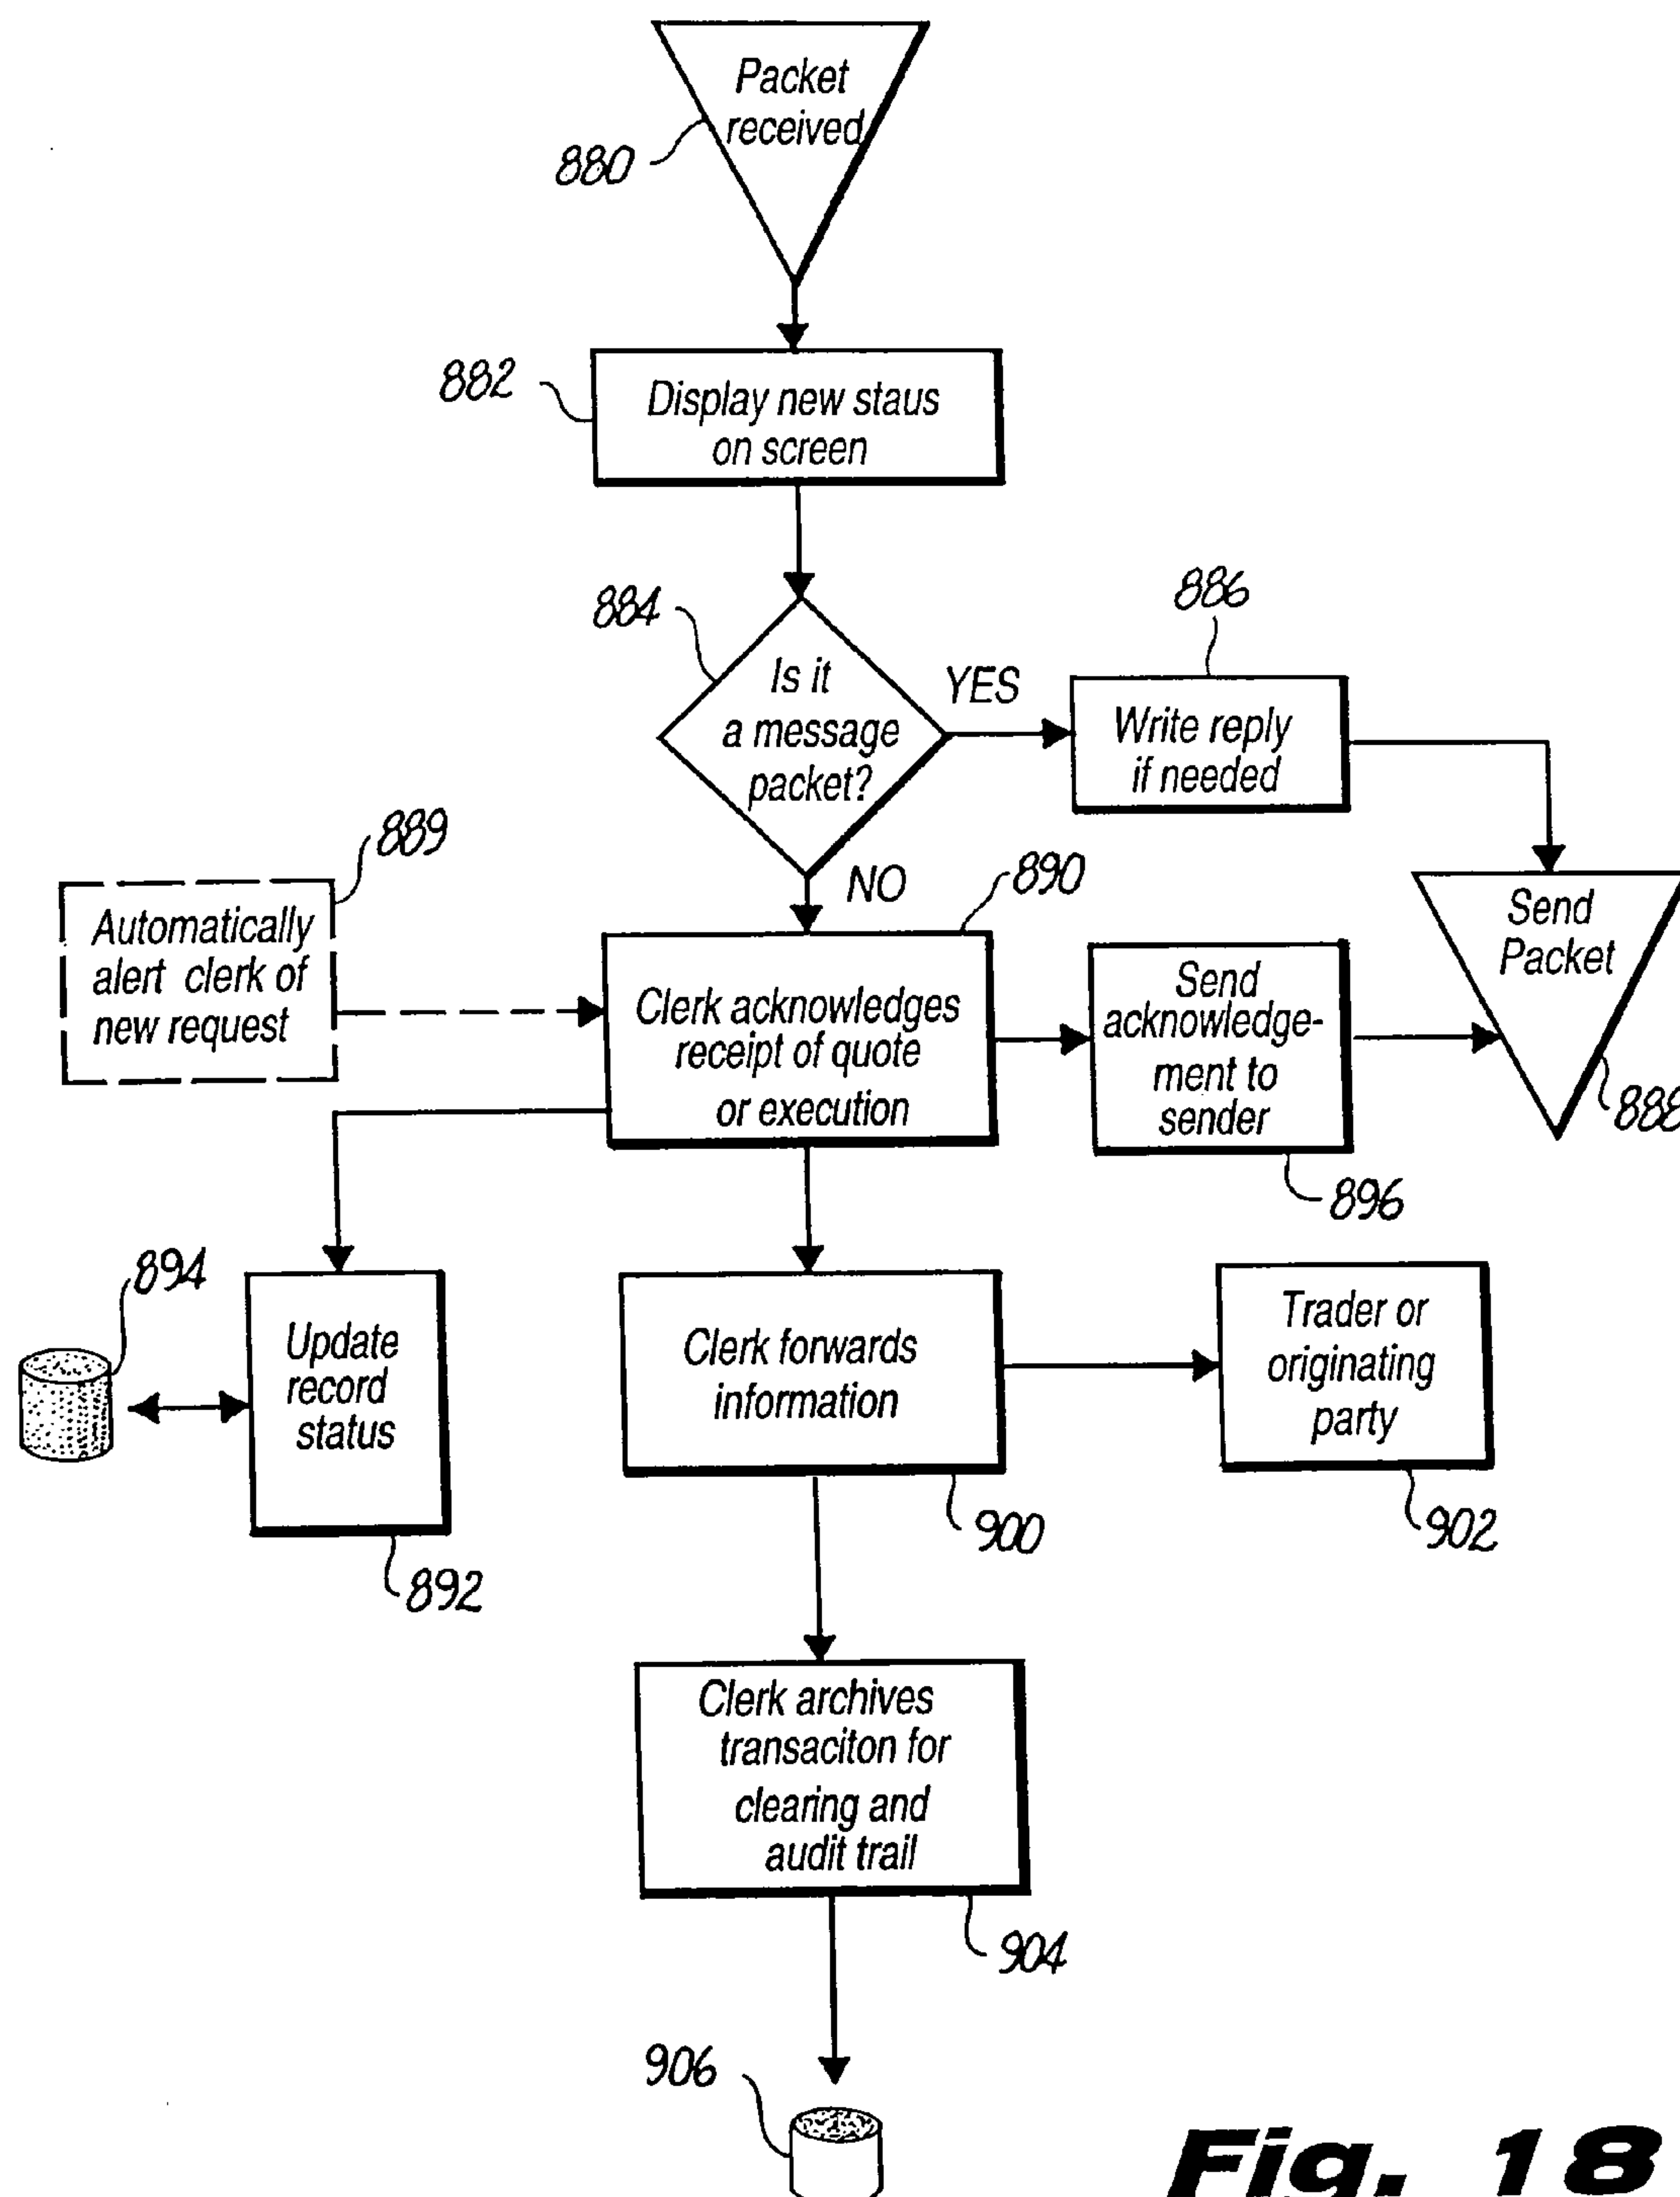 Packet
received
880
882
Display new staus
on screen
884
Is it
a message
packet?
YES
886
Write reply
if needed
889
Automatically
alert clerk of
new request
NO
890
Clerk acknowledges
receipt of quote
or execution
Send
acknowledge-
ment to
sender
896
Send
Packet
888
894
Update
record
status
892
Clerk forwards
information
900
Trader or
originating
party
902
Clerk archives
transaciton for
clearing and
audit trail
904
906
Fig. 18